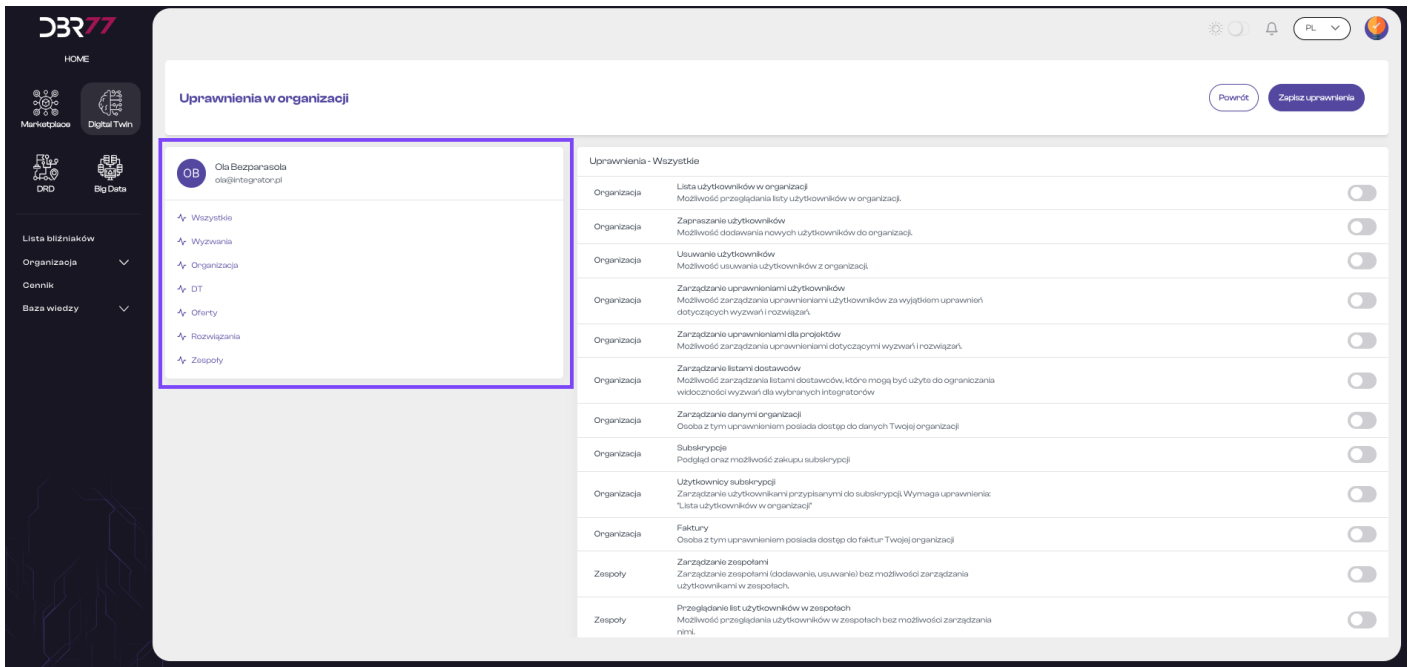 DBR77
HOME
Marketplace
Digital Twin
DRD
Big Data
Lista bliźniaków
Organizacja
Cennik
Baza wiedzy
PL
Uprawnienia w organizacji
Powrót
Zapisz uprawnienia
OB
Ola Bezparasola
ola@integrator.pl
Wszystkie
Wyzwania
Organizacja
DT
Oferty
Rozwiązania
Zespoły
Uprawnienia - Wszystkie
Organizacja
Lista użytkowników w organizacji
Możliwość przeglądania listy użytkowników w organizacji.
Organizacja
Zapraszanie użytkowników
Możliwość dodawania nowych użytkowników do organizacji.
Organizacja
Usuwanie użytkowników
Możliwość usuwania użytkowników z organizacji.
Organizacja
Zarządzanie uprawnieniami użytkowników
Możliwość zarządzania uprawnieniami użytkowników za wyjątkiem uprawnień
dotyczących wyzwań i rozwiązań.
Organizacja
Zarządzanie uprawnieniami dla projektów
Możliwość zarządzania uprawnieniami dotyczącymi wyzwań i rozwiązań.
Organizacja
Zarządzanie listami dostawców
Możliwość zarządzania listami dostawców, które mogą być użyte do ograniczania
widoczności wyzwań dla wybranych integratorów
Organizacja
Zarządzanie danymi organizacji
Osoba z tym uprawnieniem posiada dostęp do danych Twojej organizacji
Organizacja
Subskrypcje
Podgląd oraz możliwość zakupu subskrypcji
Organizacja
Użytkownicy subskrypcji
Zarządzanie użytkownikami przypisanymi do subskrypcji. Wymaga uprawnienia:
"Lista użytkowników w organizacji"
Organizacja
Faktury
Osoba z tym uprawnieniem posiada dostęp do faktur Twojej organizacji
Zespoły
Zarządzanie zespołami
Zarządzanie zespołami (dodawanie, usuwanie) bez możliwości zarządzania
użytkownikami w zespołach.
Zespoły
Przeglądanie list użytkowników w zespołach
Możliwość przeglądania użytkowników w zespołach bez możliwości zarządzania
nimi.